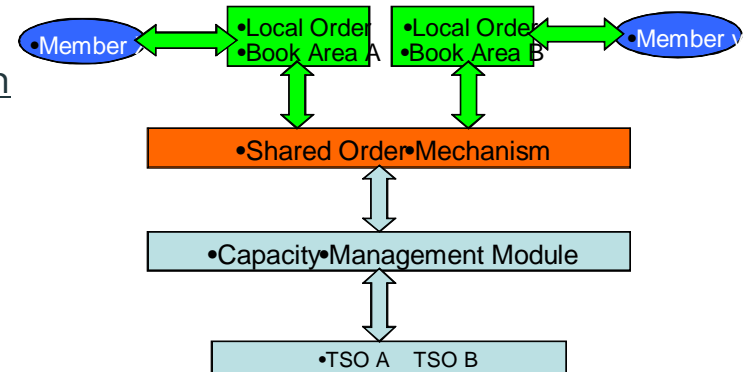 •Local Order
•Book Area A
•Local Order
•Book Area B
•Member
•Member y
•Shared Order•Mechanism
•Capacity•Management Module
•TSO A TSO B